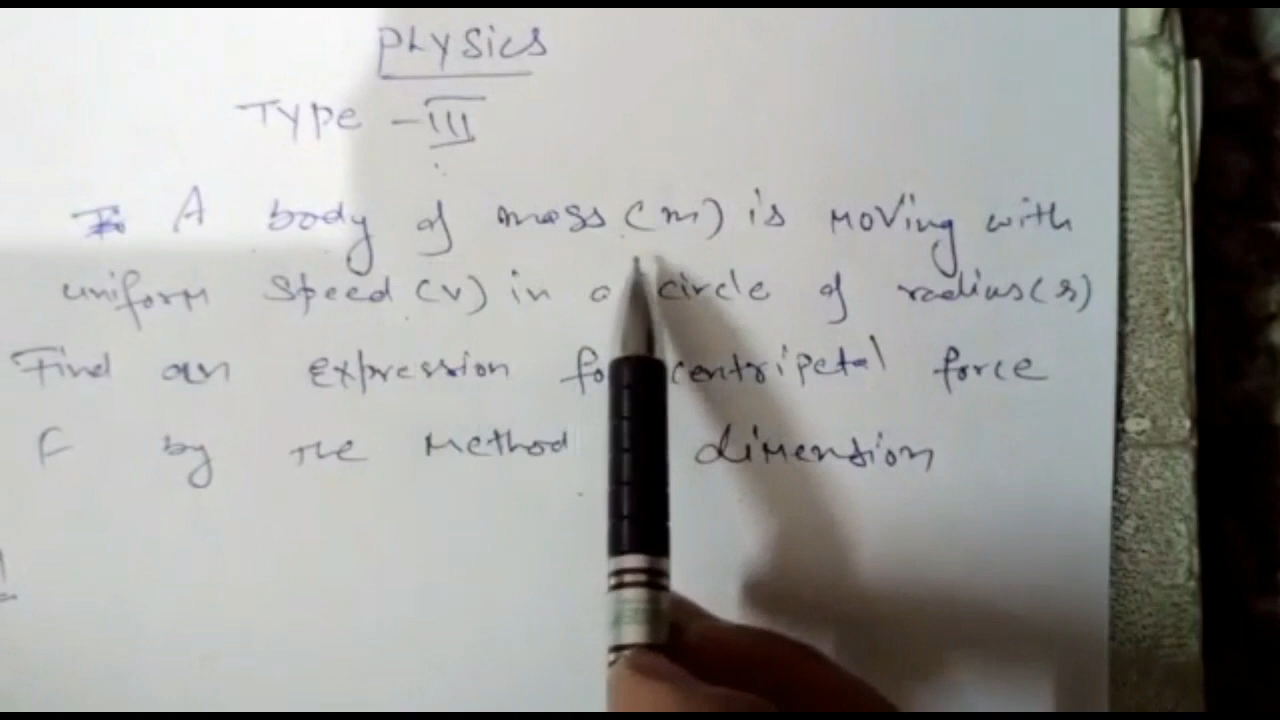 Physics
Type - III
A body of mass (m) is moving with
uniform speed (v) in a circle of radius (r)
Find an expression for centripetal force
F by the method dimension